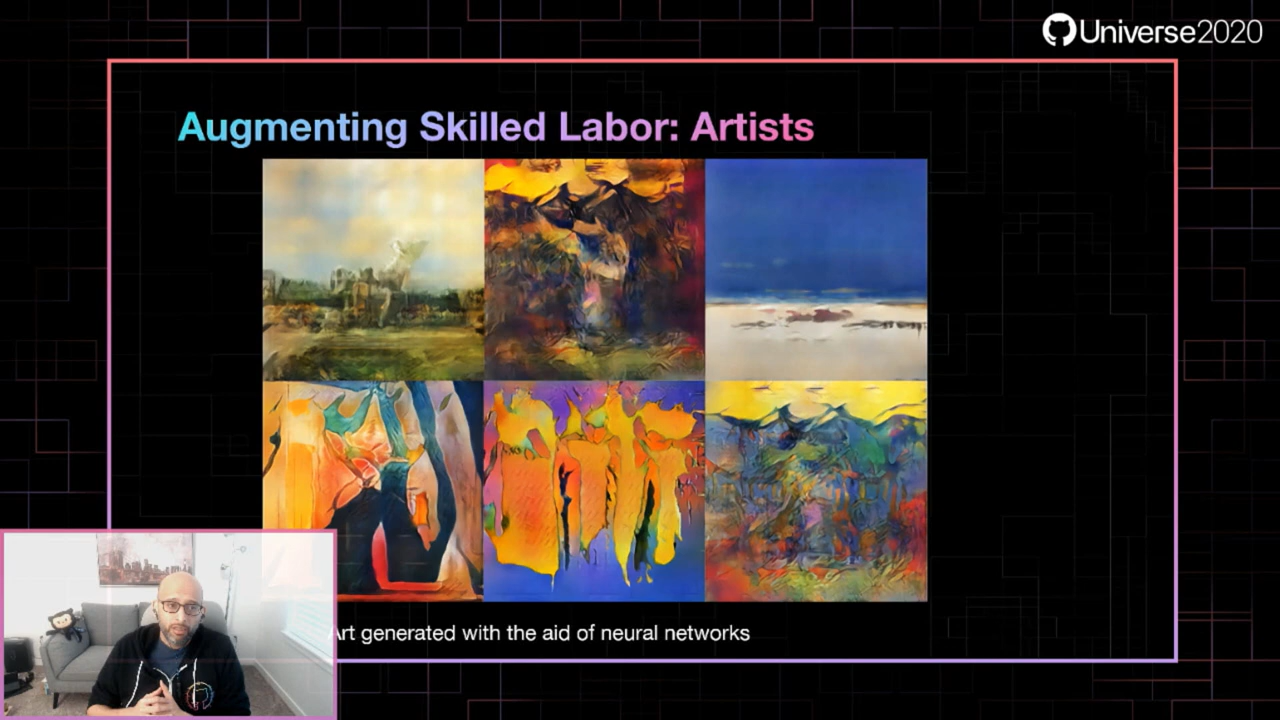 Universe2020
Augmenting Skilled Labor: Artists
Art generated with the aid of neural networks